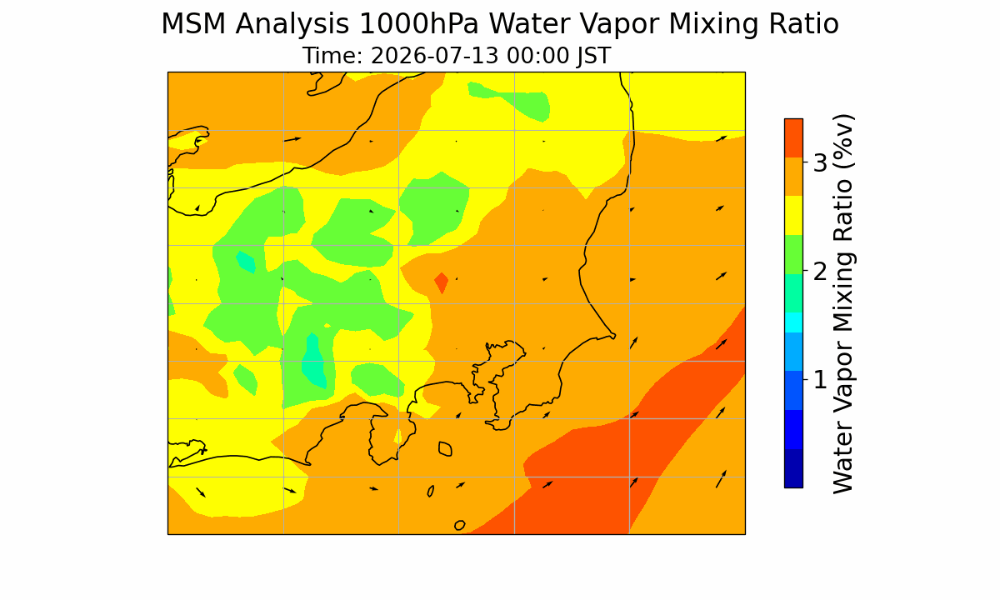 MSM Analysis 1000hPa Water Vapor Mixing Ratio
Time: 2026-07-13 00:00 JST
3
2
1
Water Vapor Mixing Ratio (%v)